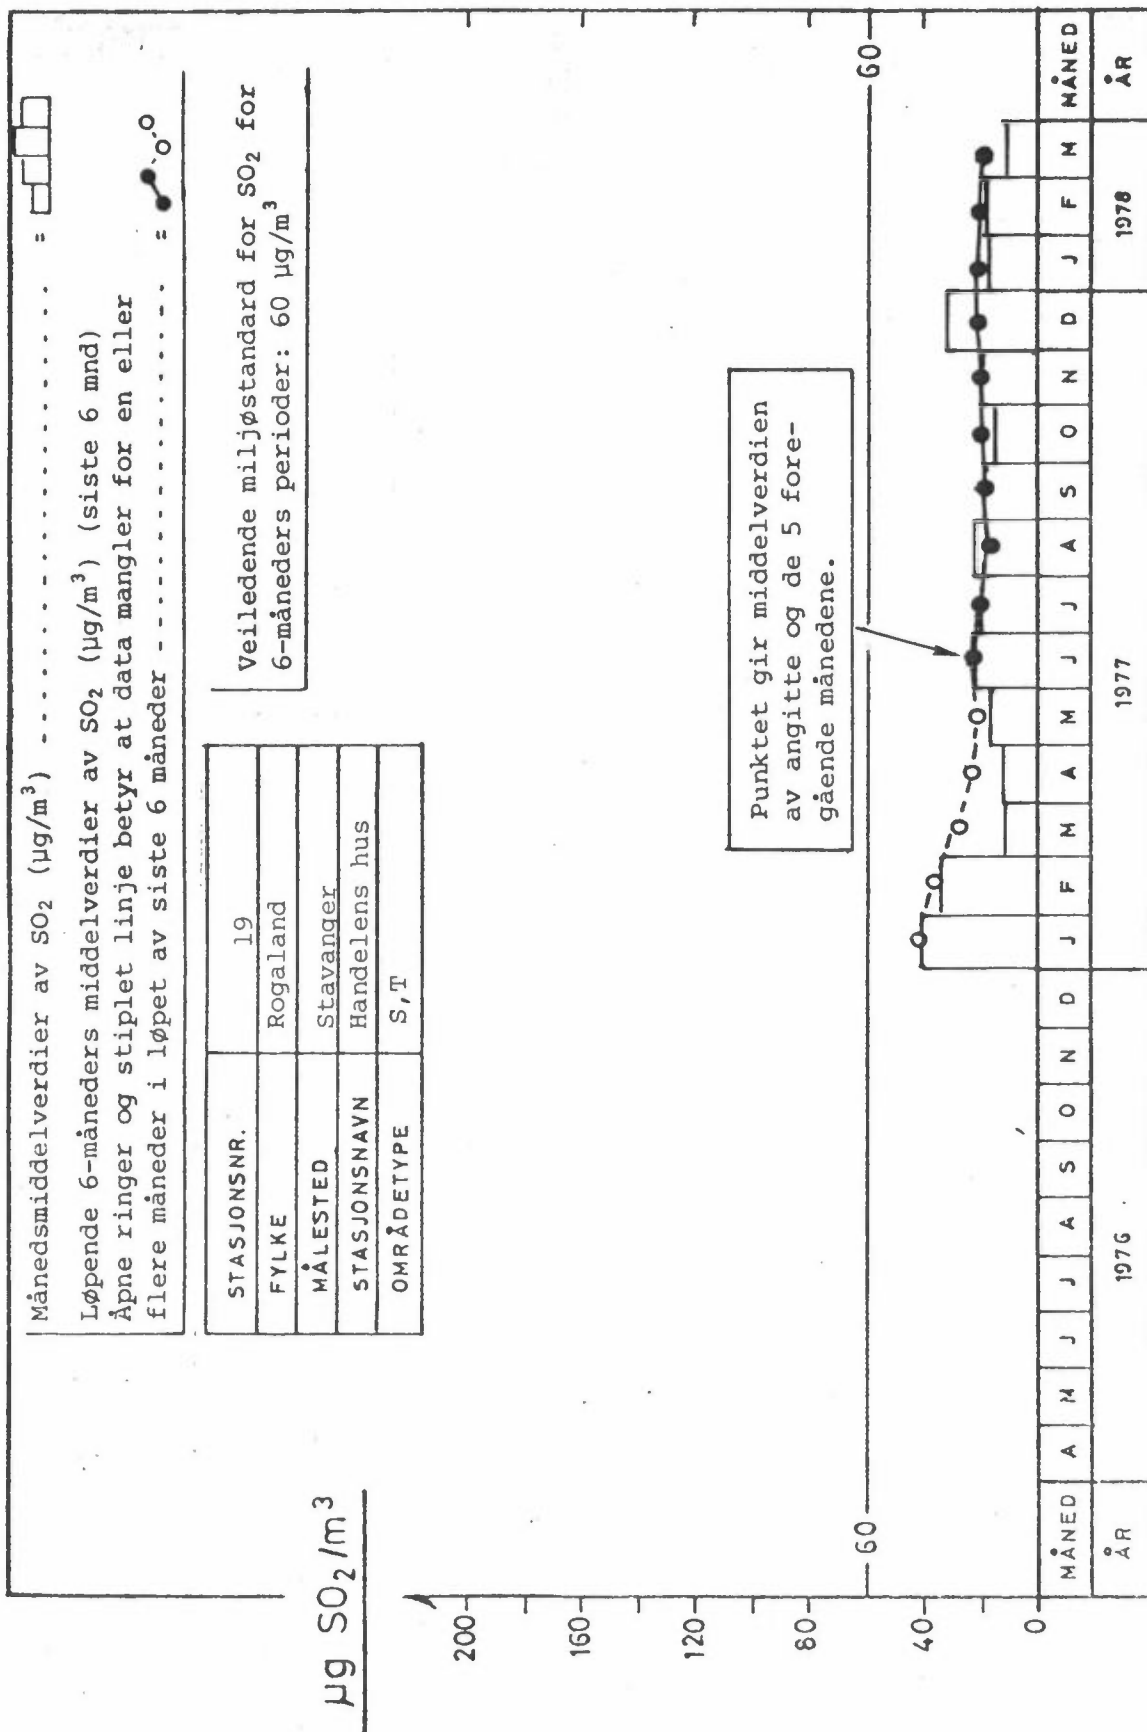 Månedsmiddelverdier av SO₂ (µg/m³) ------------------ =
Løpende 6-måneders middelverdier av SO₂ (µg/m³) (siste 6 mnd)
Åpne ringer og stiplet linje betyr at data mangler for en eller
flere måneder i løpet av siste 6 måneder --------------- =
Veiledende miljøstandard for SO₂ for
6-måneders perioder: 60 µg/m³
STASJONSNR. 19
FYLKE Rogaland
MÅLESTED Stavanger
STASJONSNAVN Handelens hus
OMRÅDETYPE S,T
µg SO₂/m³
200
160
120
80
40
0
60 60
Punktet gir middelverdien
av angitte og de 5 fore-
gående månedene.
MÅNED A M J J A S O N D J F M A M J J A S O N D J F M MÅNED
ÅR 1976 1977 1978 ÅR